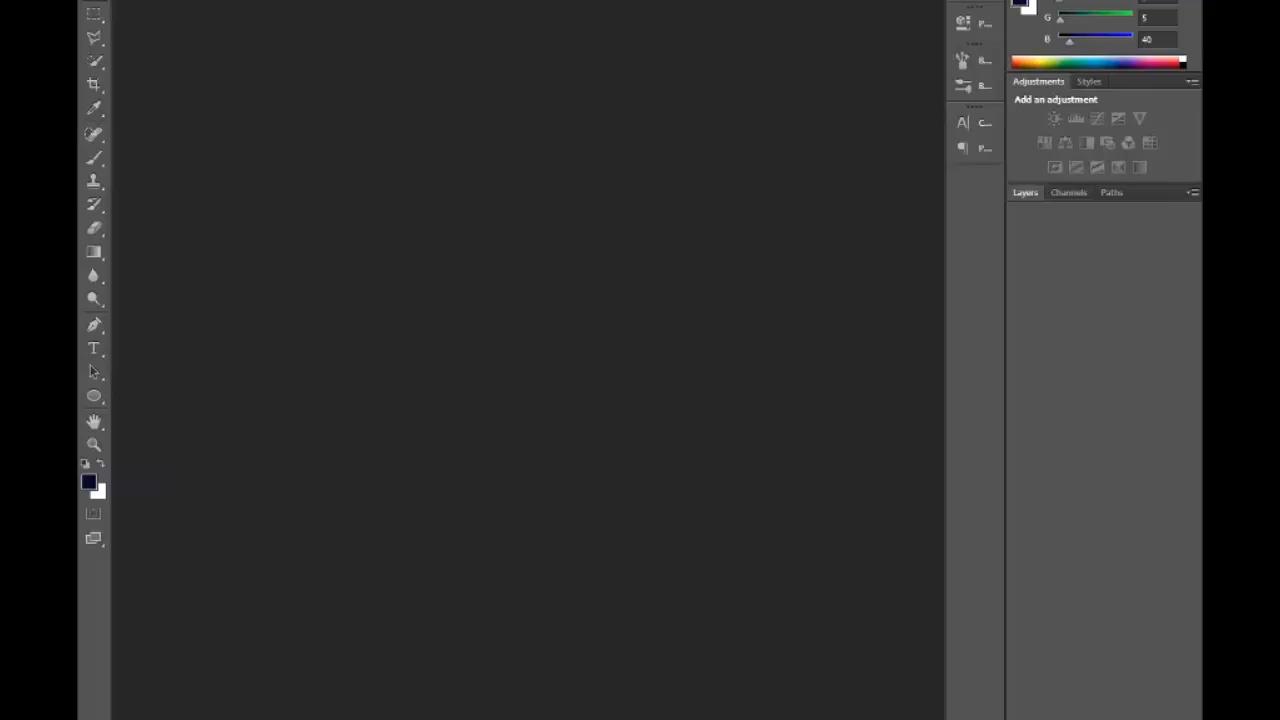 P...
B...
B...
C...
P...
G 5
B 40
Adjustments Styles
Add an adjustment
Layers Channels Paths